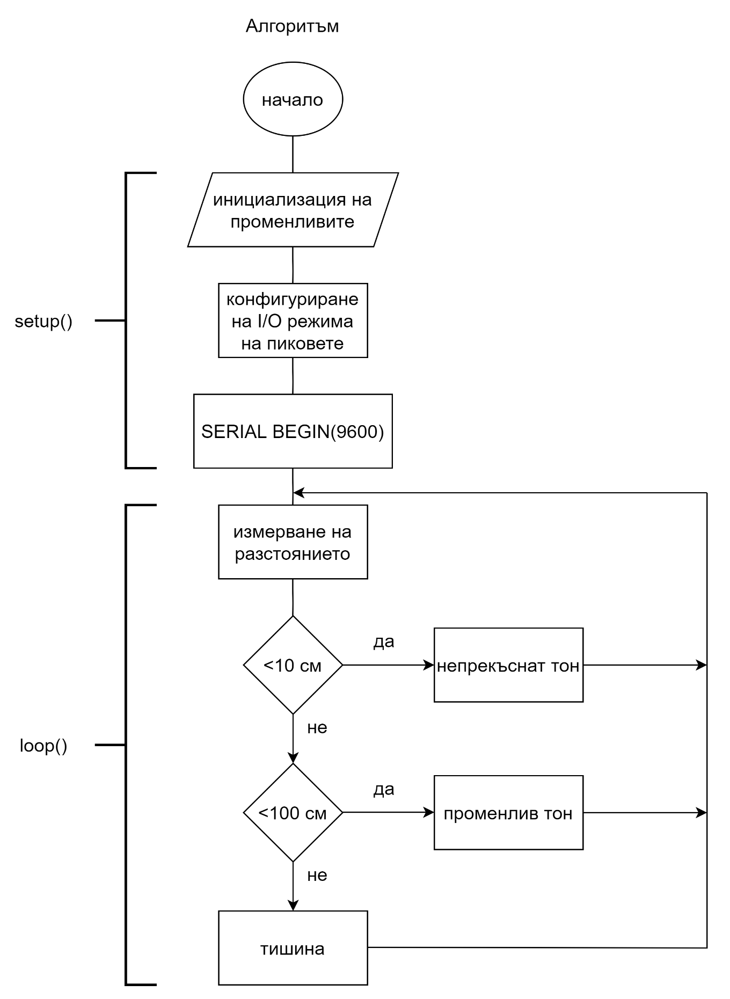 Алгоритъм
начало
инициализация на
променливите
setup()
конфигуриране
на I/O режима
на пиковете
SERIAL BEGIN(9600)
измерване на
разстоянието
<10 см
да
непрекъснат тон
не
loop()
<100 см
да
променлив тон
не
тишина